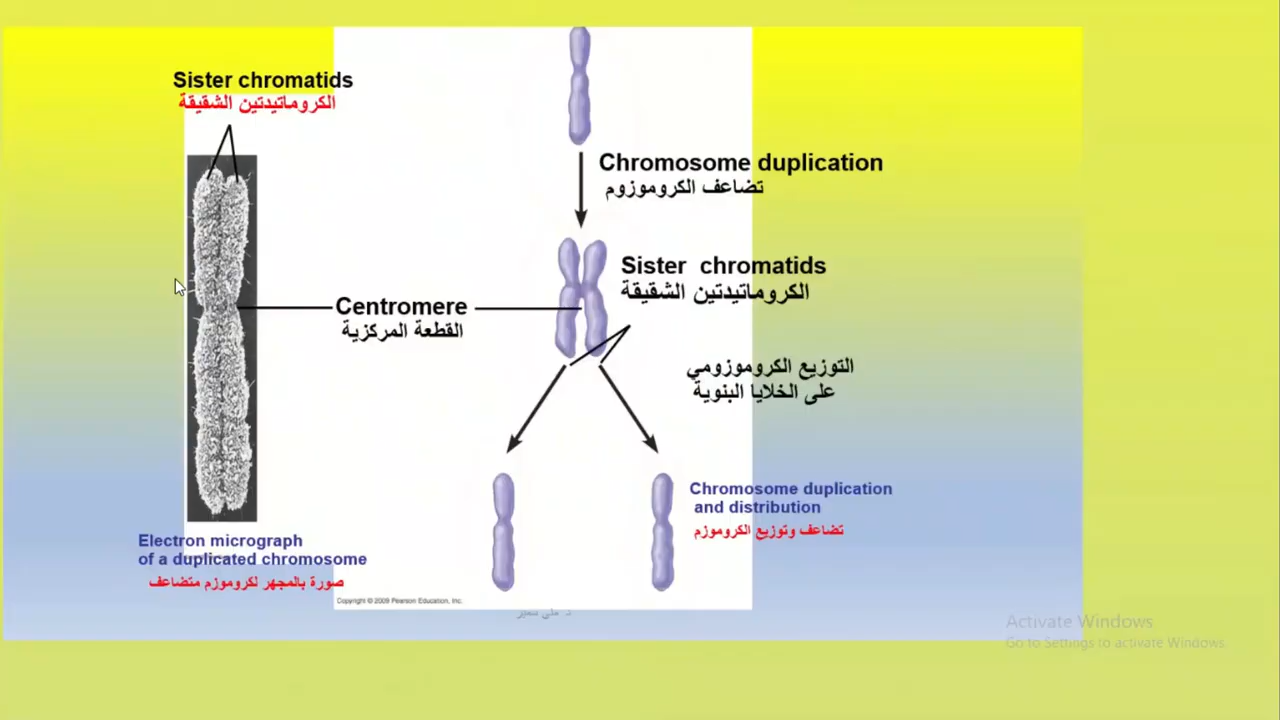 Sister chromatids
الكروماتيدتين الشقيقة
Chromosome duplication
تضاعف الكروموزوم
Sister chromatids
الكروماتيدتين الشقيقة
Centromere
القطعة المركزية
التوزيع الكروموزومي
على الخلايا البنوية
Chromosome duplication
and distribution
تضاعف وتوزيع الكروموزم
Electron micrograph
of a duplicated chromosome
صورة بالمجهر لكروموزم متضاعف
Copyright © 2009 Pearson Education, Inc.
Activate Windows
Go to Settings to activate Windows.